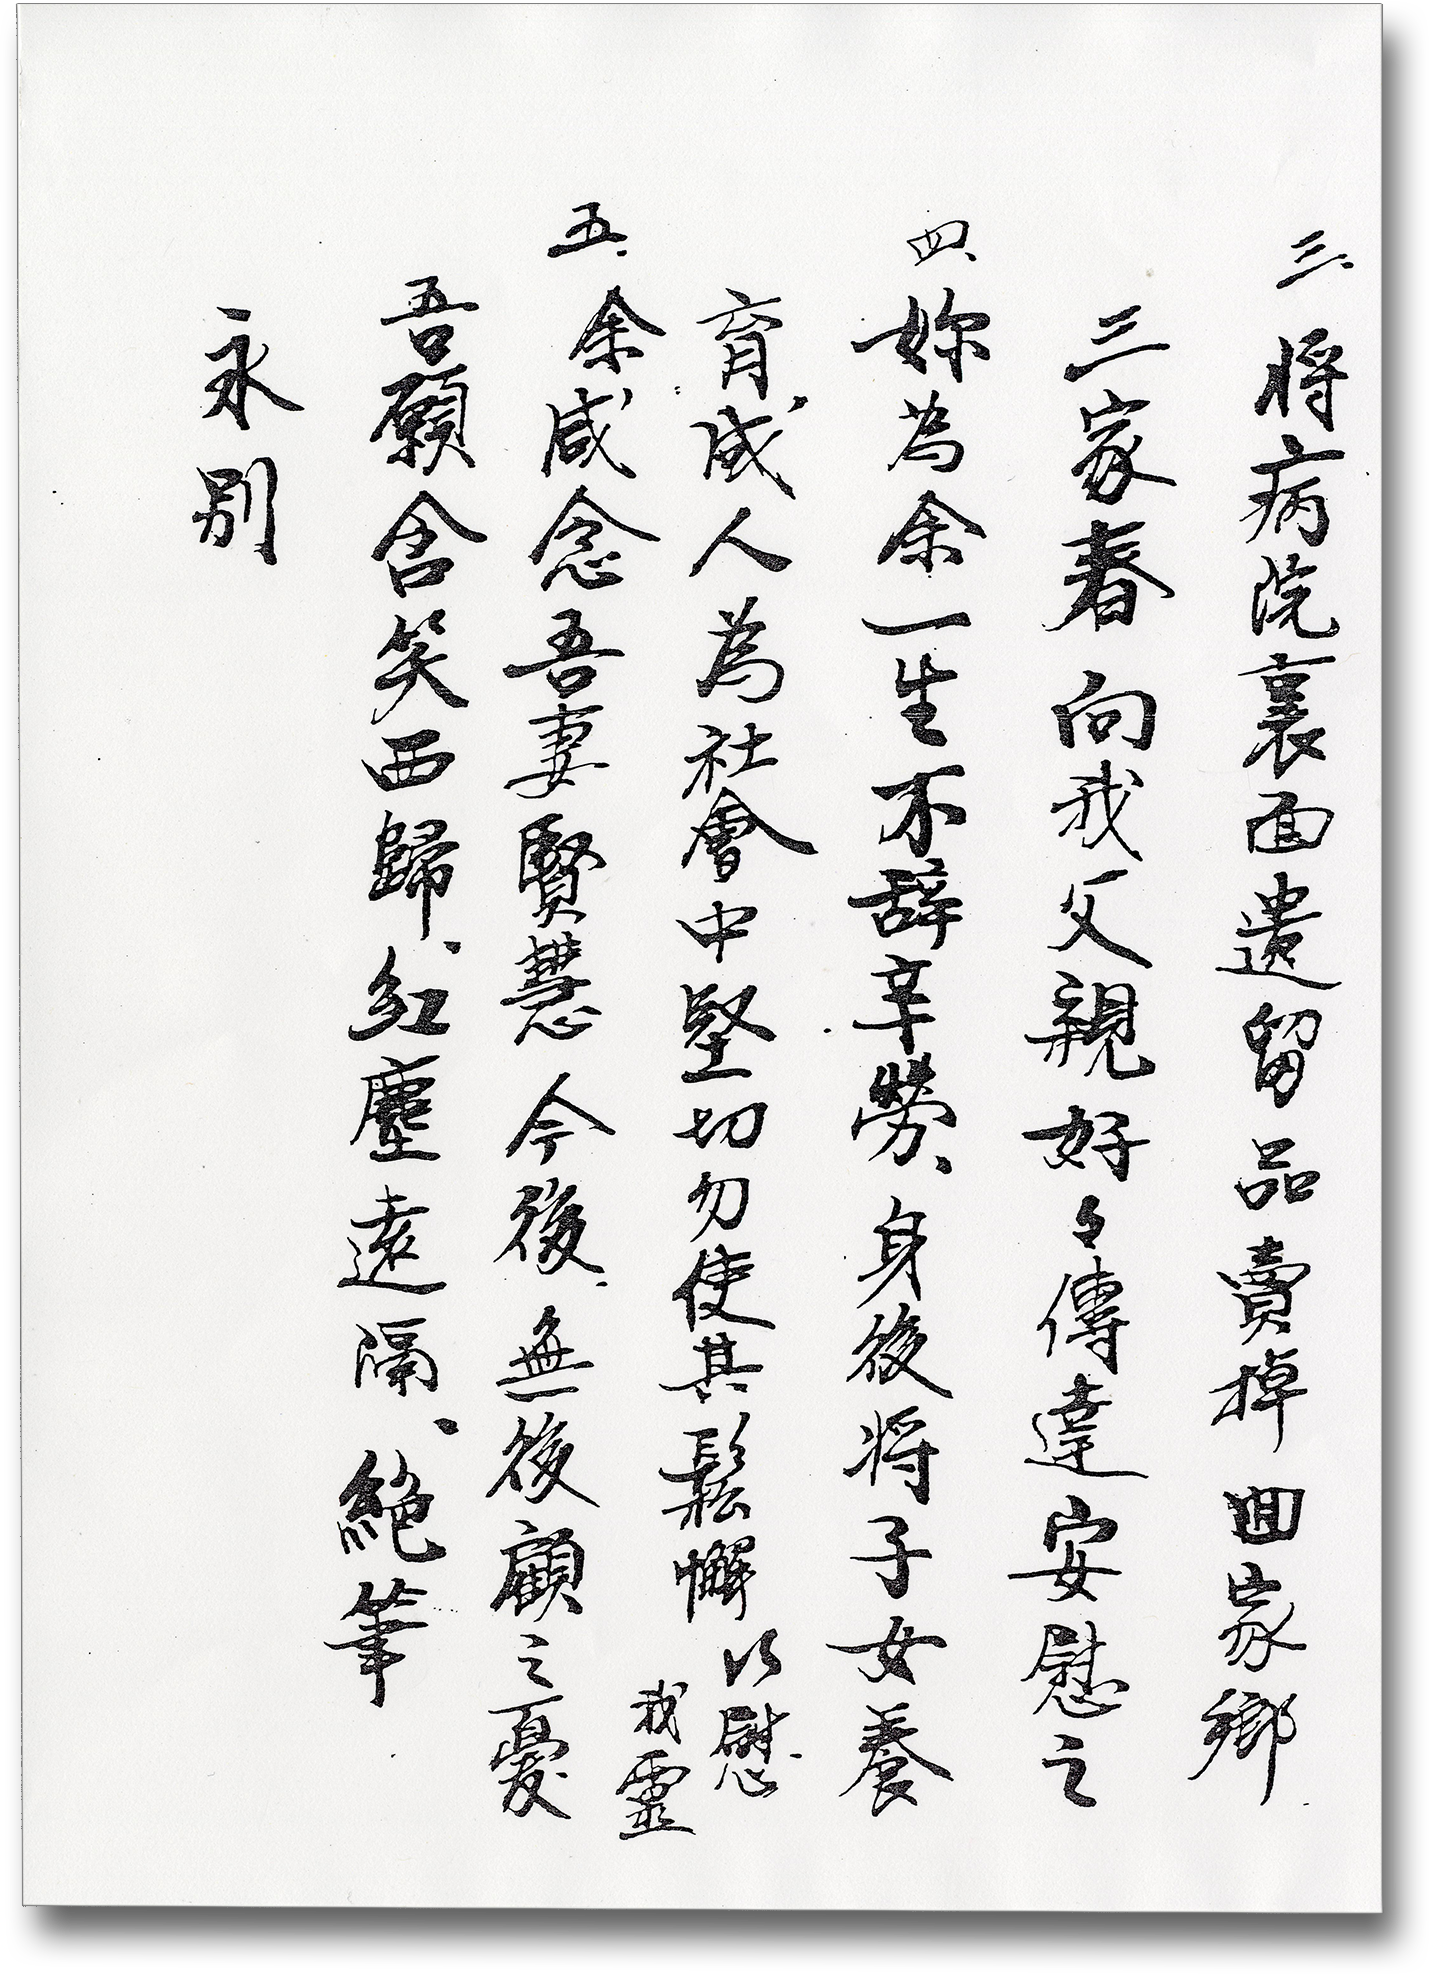 三.將病院裏面遺留品賣掉回家鄉
三家春向我父親好々傳達安慰之
四、妳為余一生不辞辛勞、身後將子女養
育成人為社會中堅切勿使其鬆懈以慰
我靈
五.余咸念吾妻賢慧今後.無後顧之憂
吾願含笑西歸、紅塵遠隔、絕筆
永別